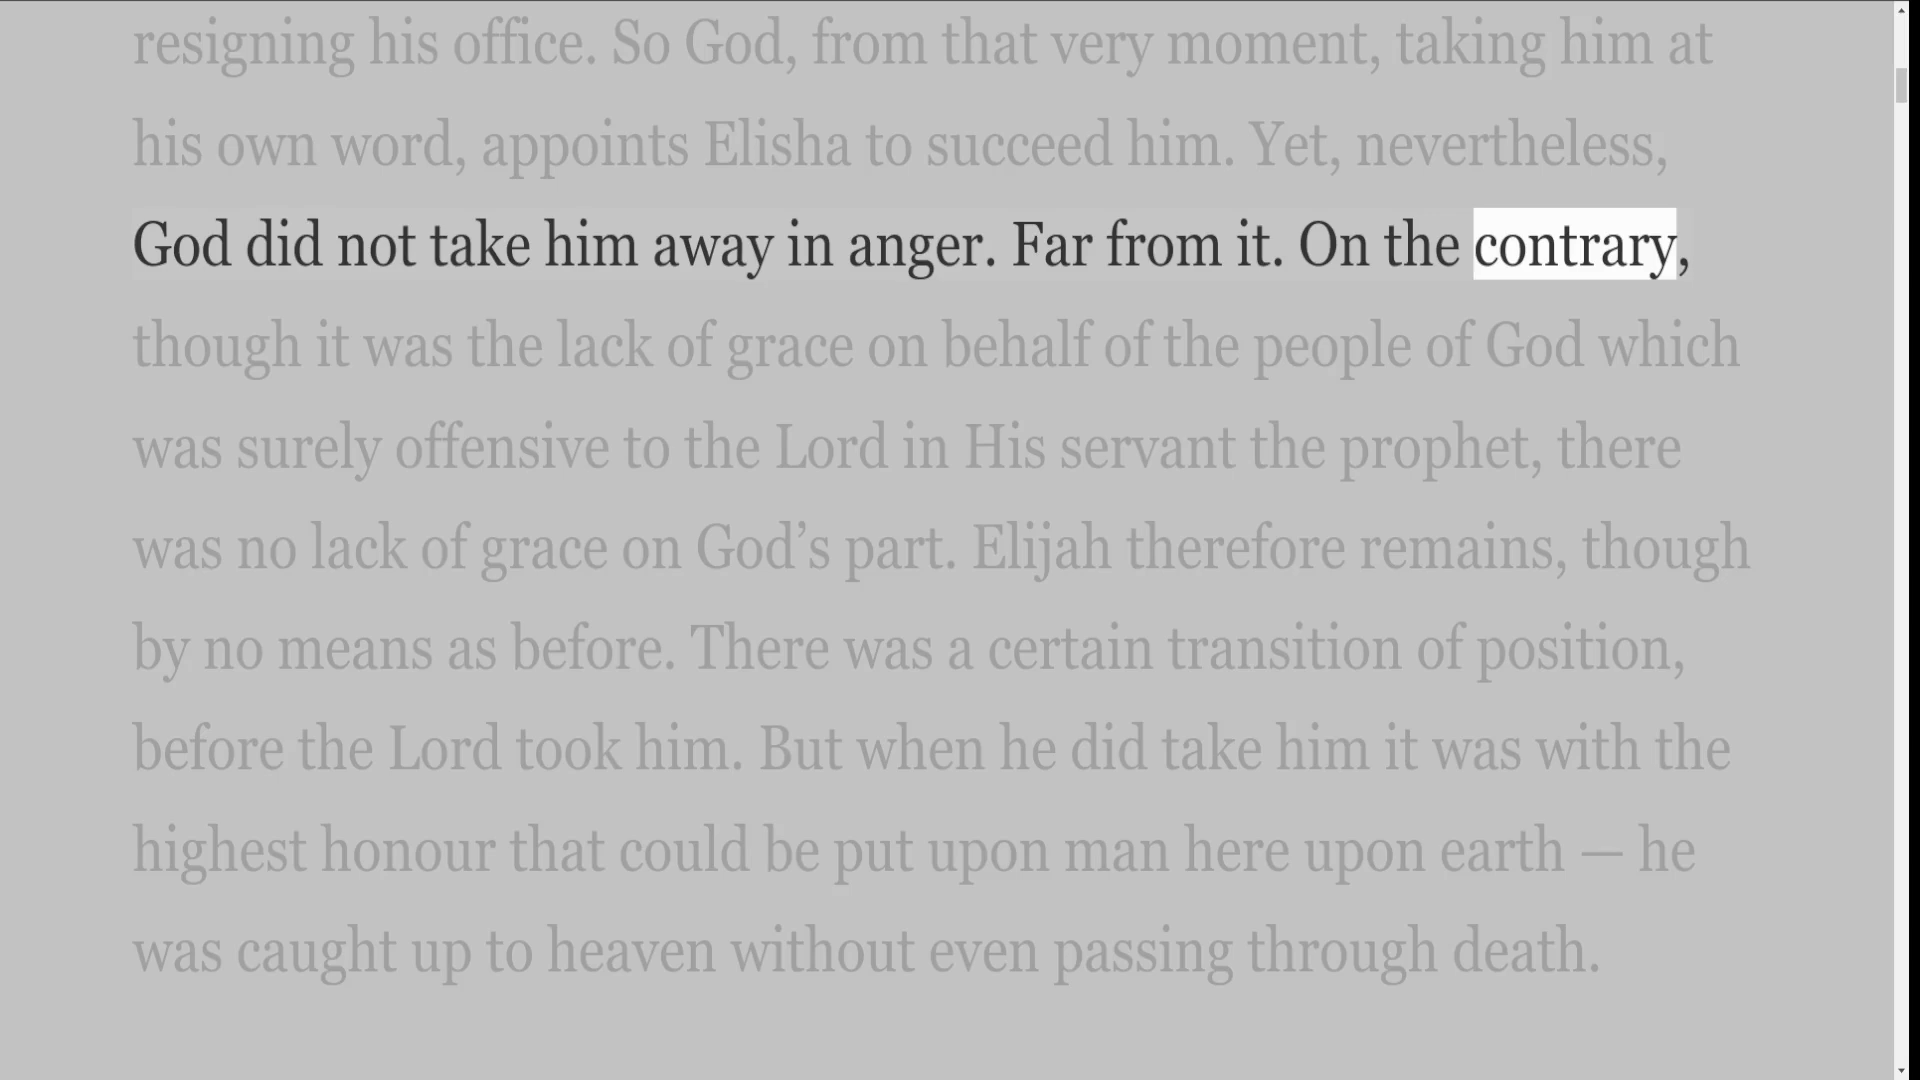 resigning his office. So God, from that very moment, taking him at
his own word, appoints Elisha to succeed him. Yet, nevertheless,
God did not take him away in anger. Far from it. On the contrary,
though it was the lack of grace on behalf of the people of God which
was surely offensive to the Lord in His servant the prophet, there
was no lack of grace on God’s part. Elijah therefore remains, though
by no means as before. There was a certain transition of position,
before the Lord took him. But when he did take him it was with the
highest honour that could be put upon man here upon earth — he
was caught up to heaven without even passing through death.